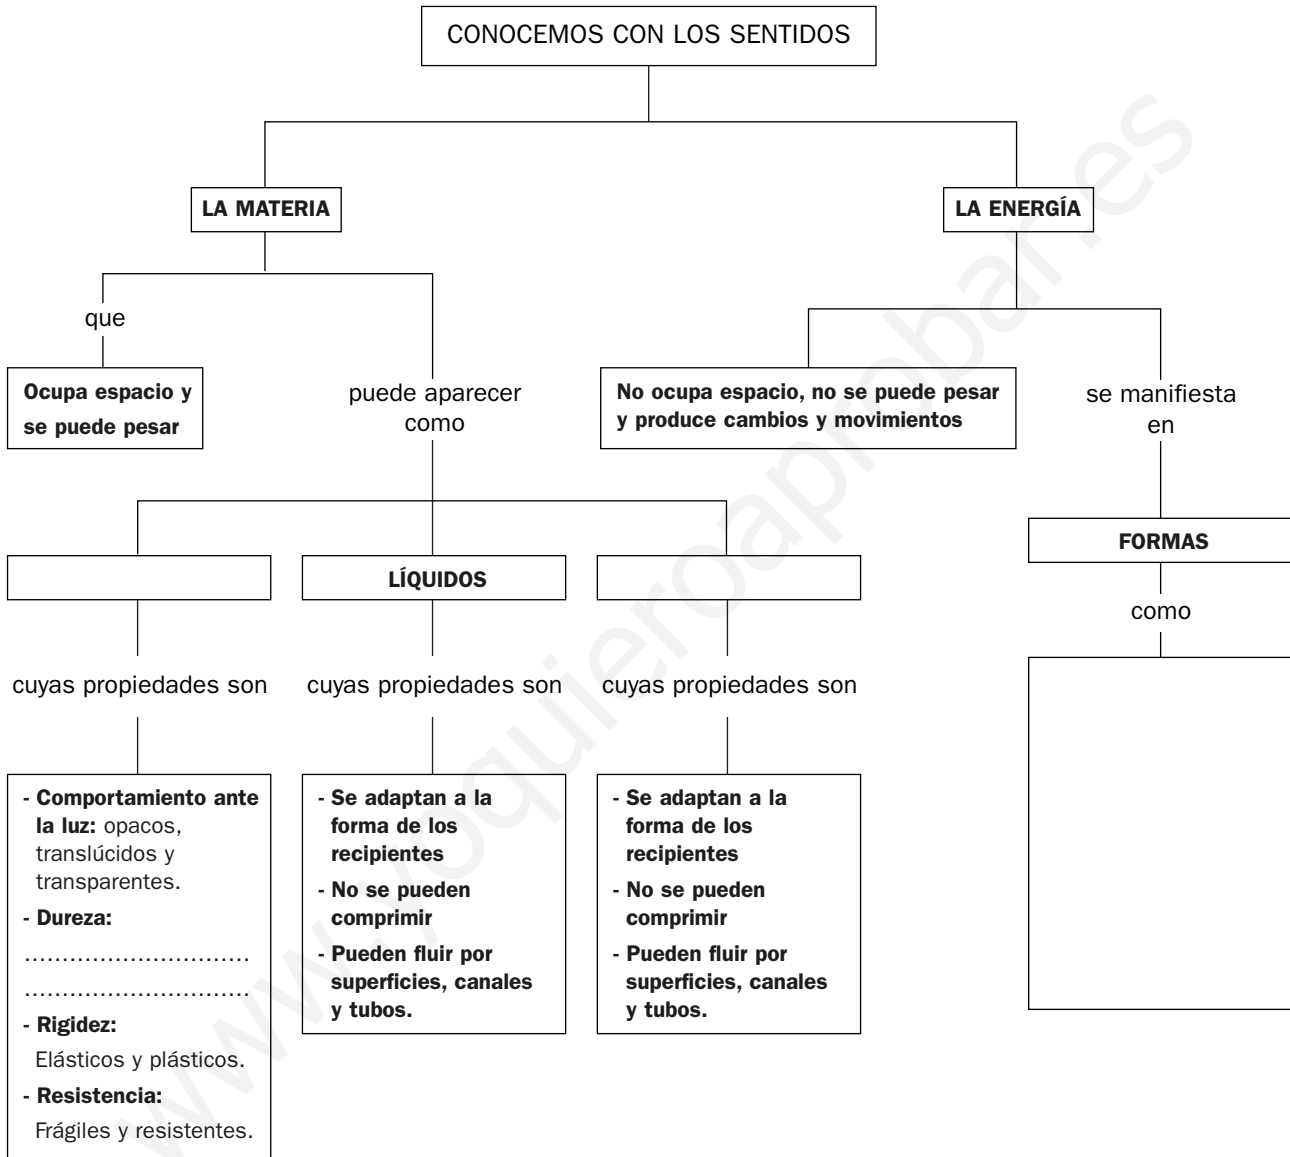 CONOCEMOS CON LOS SENTIDOS
LA MATERIA
LA ENERGÍA
que
Ocupa espacio y
se puede pesar
puede aparecer
como
No ocupa espacio, no se puede pesar
y produce cambios y movimientos
se manifiesta
en
LÍQUIDOS
FORMAS
como
cuyas propiedades son
cuyas propiedades son
cuyas propiedades son
- Comportamiento ante
la luz: opacos,
translúcidos y
transparentes.
- Dureza:
..............................
..............................
- Rigidez:
Elásticos y plásticos.
- Resistencia:
Frágiles y resistentes.
- Se adaptan a la
forma de los
recipientes
- No se pueden
comprimir
- Pueden fluir por
superficies, canales
y tubos.
- Se adaptan a la
forma de los
recipientes
- No se pueden
comprimir
- Pueden fluir por
superficies, canales
y tubos.
www.yoquieroaprobar.es